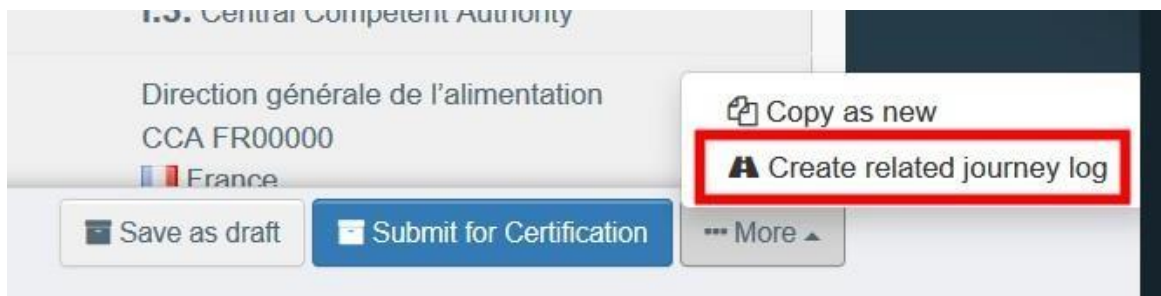 I.3. Central Competent Authority
Direction générale de l'alimentation
CCA FR00000
France
Copy as new
Create related journey log
Save as draft
Submit for Certification
More